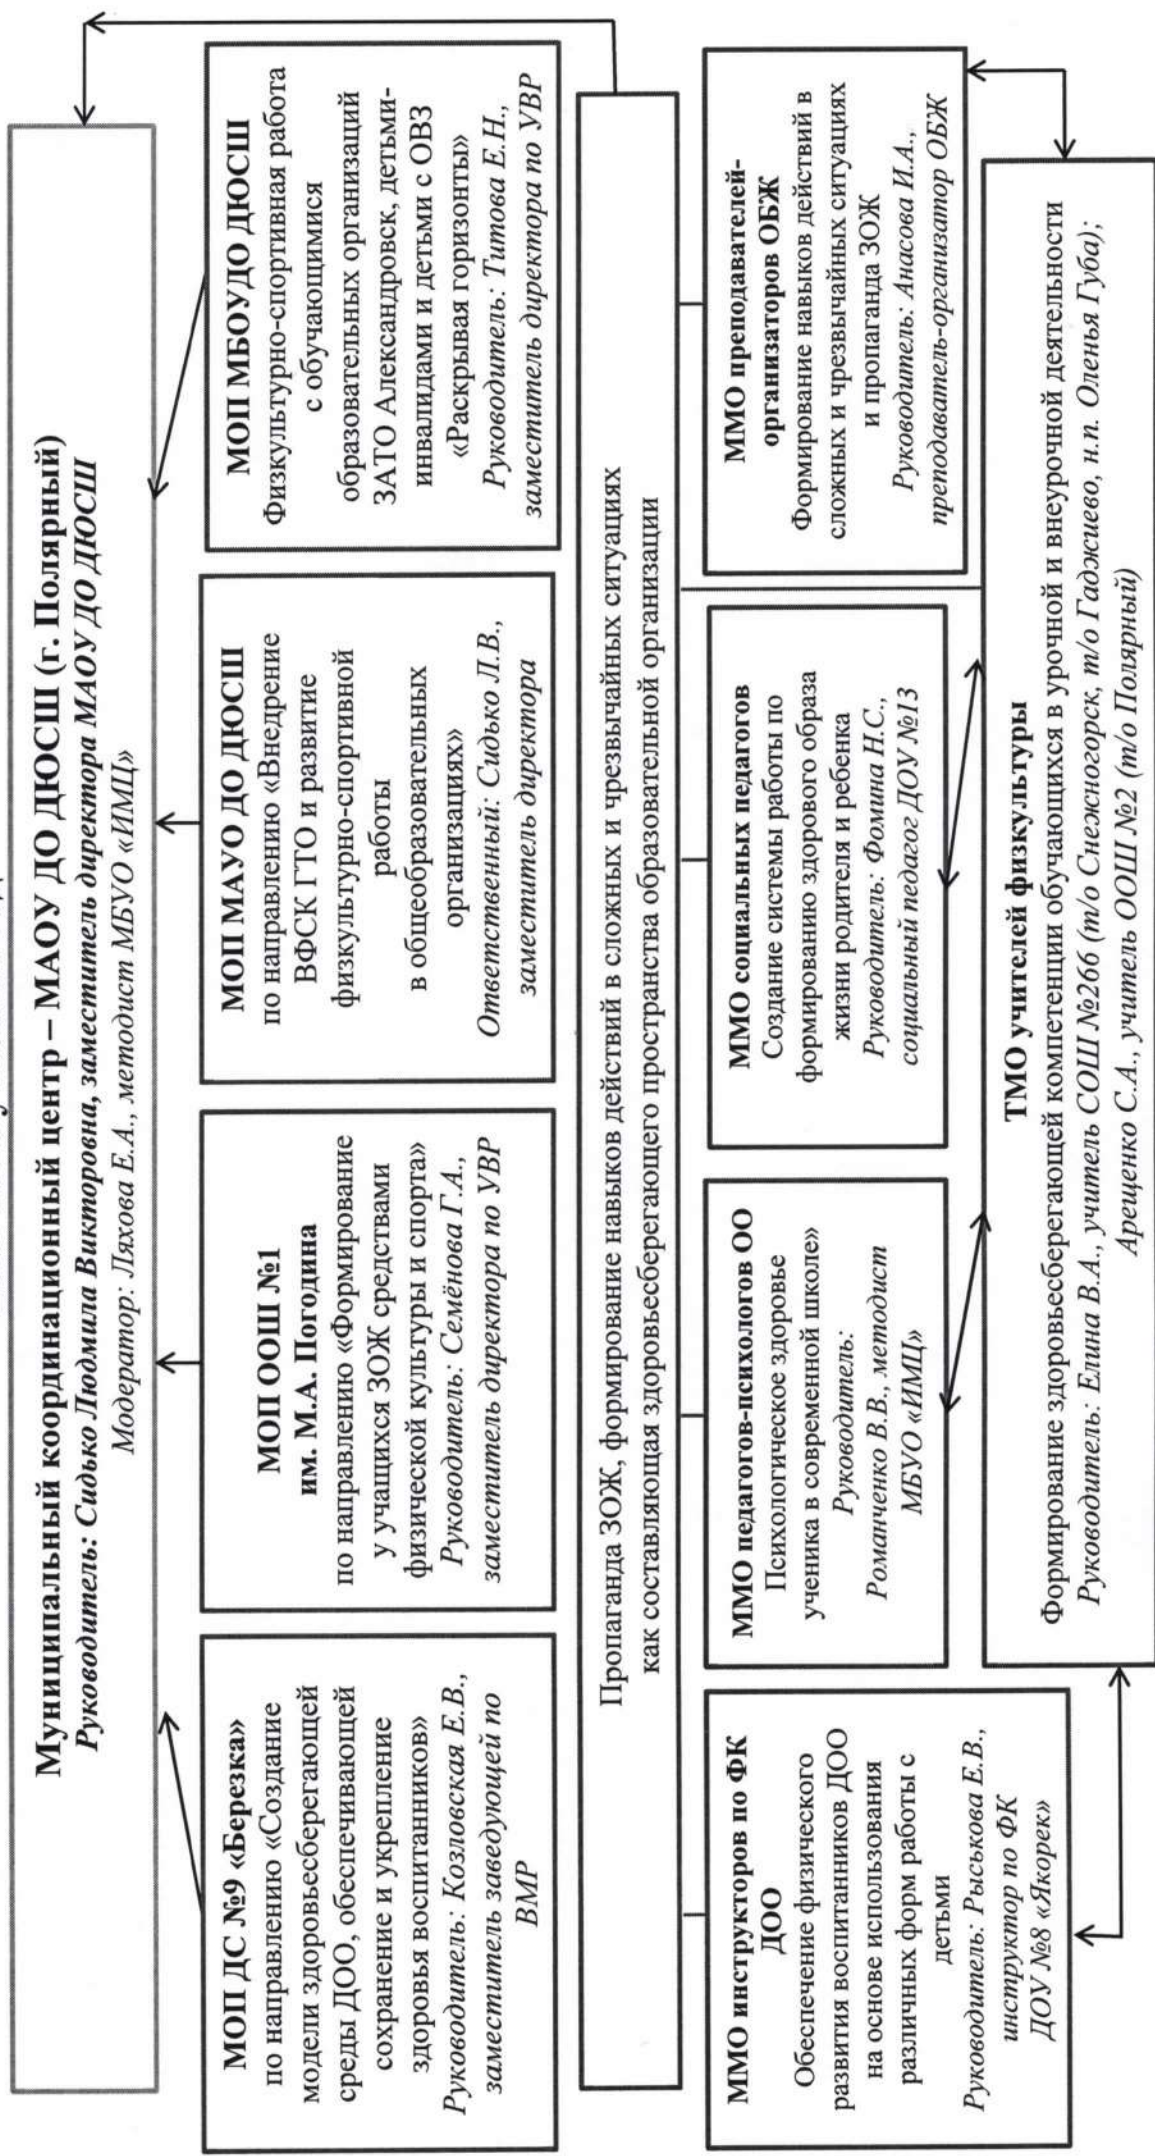 Муниципальный координационный центр – МАОУ ДО ДЮСШ (г. Полярный)
Руководитель: Сидько Людмила Викторовна, заместитель директора МАОУ ДО ДЮСШ
Модератор: Ляхова Е.А., методист МБУО «ИМЦ»
МОП ДС №9 «Березка»
по направлению «Создание
модели здоровьесберегающей
среды ДОО, обеспечивающей
сохранение и укрепление
здоровья воспитанников»
Руководитель: Козловская Е.В.,
заместитель заведующей по
ВМР
МОП ООШ №1
им. М.А. Погодина
по направлению «Формирование
у учащихся ЗОЖ средствами
физической культуры и спорта»
Руководитель: Семёнова Г.А.,
заместитель директора по УВР
МОП МАУО ДО ДЮСШ
по направлению «Внедрение
ВФСК ГТО и развитие
физкультурно-спортивной
работы
в общеобразовательных
организациях»
Ответственный: Сидько Л.В.,
заместитель директора
МОП МБОУДО ДЮСШ
Физкультурно-спортивная работа
с обучающимися
образовательных организаций
ЗАТО Александровск, детьми-
инвалидами и детьми с ОВЗ
«Раскрывая горизонты»
Руководитель: Титова Е.Н.,
заместитель директора по УВР
Пропаганда ЗОЖ, формирование навыков действий в сложных и чрезвычайных ситуациях
как составляющая здоровьесберегающего пространства образовательной организации
ММО инструкторов по ФК
ДОО
Обеспечение физического
развития воспитанников ДОО
на основе использования
различных форм работы с
детьми
Руководитель: Рыськова Е.В.,
инструктор по ФК
ДОУ №8 «Якорек»
ММО педагогов-психологов ОО
Психологическое здоровье
ученика в современной школе»
Руководитель:
Романченко В.В., методист
МБУО «ИМЦ»
ММО социальных педагогов
Создание системы работы по
формированию здорового образа
жизни родителя и ребенка
Руководитель: Фомина Н.С.,
социальный педагог ДОУ №13
ММО преподавателей-
организаторов ОБЖ
Формирование навыков действий в
сложных и чрезвычайных ситуациях
и пропаганда ЗОЖ
Руководитель: Анасова И.А.,
преподаватель-организатор ОБЖ
ТМО учителей физкультуры
Формирование здоровьесберегающей компетенции обучающихся в урочной и внеурочной деятельности
Руководитель: Елина В.А., учитель СОШ №266 (т/о Снежногорск, т/о Гаджиево, н.п. Оленья Губа);
Арещенко С.А., учитель ООШ №2 (т/о Полярный)